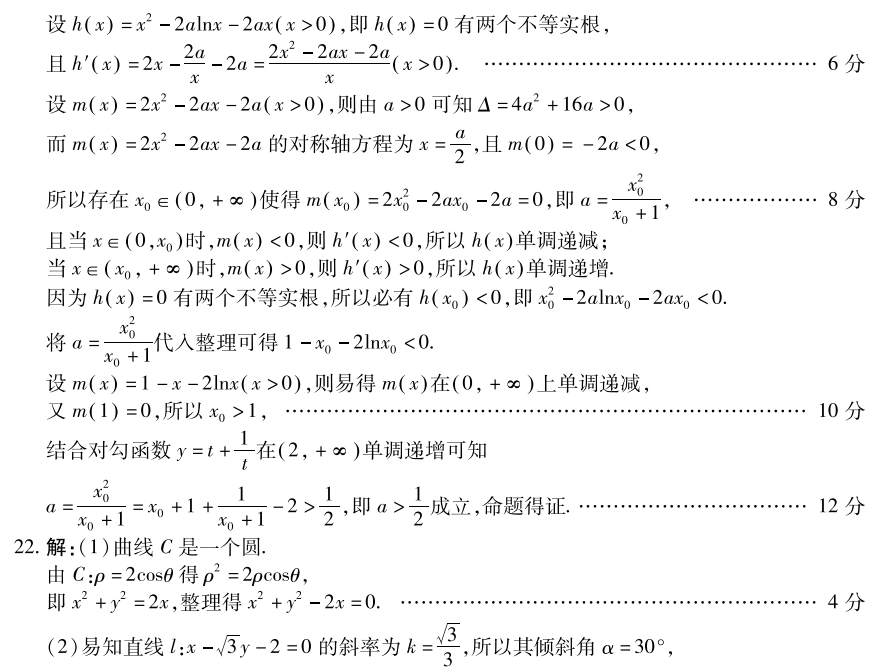 设 h(x)=x²-2alnx-2ax(x>0),即 h(x)=0 有两个不等实根,
且 h′(x)=2x-\frac{2a}{x}-2a=\frac{2x²-2ax-2a}{x}(x>0). …………………………………… 6 分
设 m(x)=2x²-2ax-2a(x>0),则由 a>0 可知 Δ=4a²+16a>0,
而 m(x)=2x²-2ax-2a 的对称轴方程为 x=\frac{a}{2},且 m(0)=-2a<0,
所以存在 x₀∈(0,+∞)使得 m(x₀)=2x₀²-2ax₀-2a=0,即 a=\frac{x₀²}{x₀+1}, ……………… 8 分
且当 x∈(0,x₀)时,m(x)<0,则 h′(x)<0,所以 h(x)单调递减;
当 x∈(x₀,+∞)时,m(x)>0,则 h′(x)>0,所以 h(x)单调递增.
因为 h(x)=0 有两个不等实根,所以必有 h(x₀)<0,即 x₀²-2alnx₀-2ax₀<0.
将 a=\frac{x₀²}{x₀+1}代入整理可得 1-x₀-2lnx₀<0.
设 m(x)=1-x-2lnx(x>0),则易得 m(x)在(0,+∞)上单调递减,
又 m(1)=0,所以 x₀>1, ………………………………………………………… 10 分
结合对勾函数 y=t+\frac{1}{t}在(2,+∞)单调递增可知
a=\frac{x₀²}{x₀+1}=x₀+1+\frac{1}{x₀+1}-2>\frac{1}{2},即 a>\frac{1}{2}成立,命题得证. …………………………… 12 分
22. 解:(1)曲线 C 是一个圆.
由 C:ρ=2cosθ 得 ρ²=2ρcosθ,
即 x²+y²=2x,整理得 x²+y²-2x=0. ……………………………………………… 4 分
(2)易知直线 l:x-√3y-2=0 的斜率为 k=\frac{√3}{3},所以其倾斜角 α=30°,